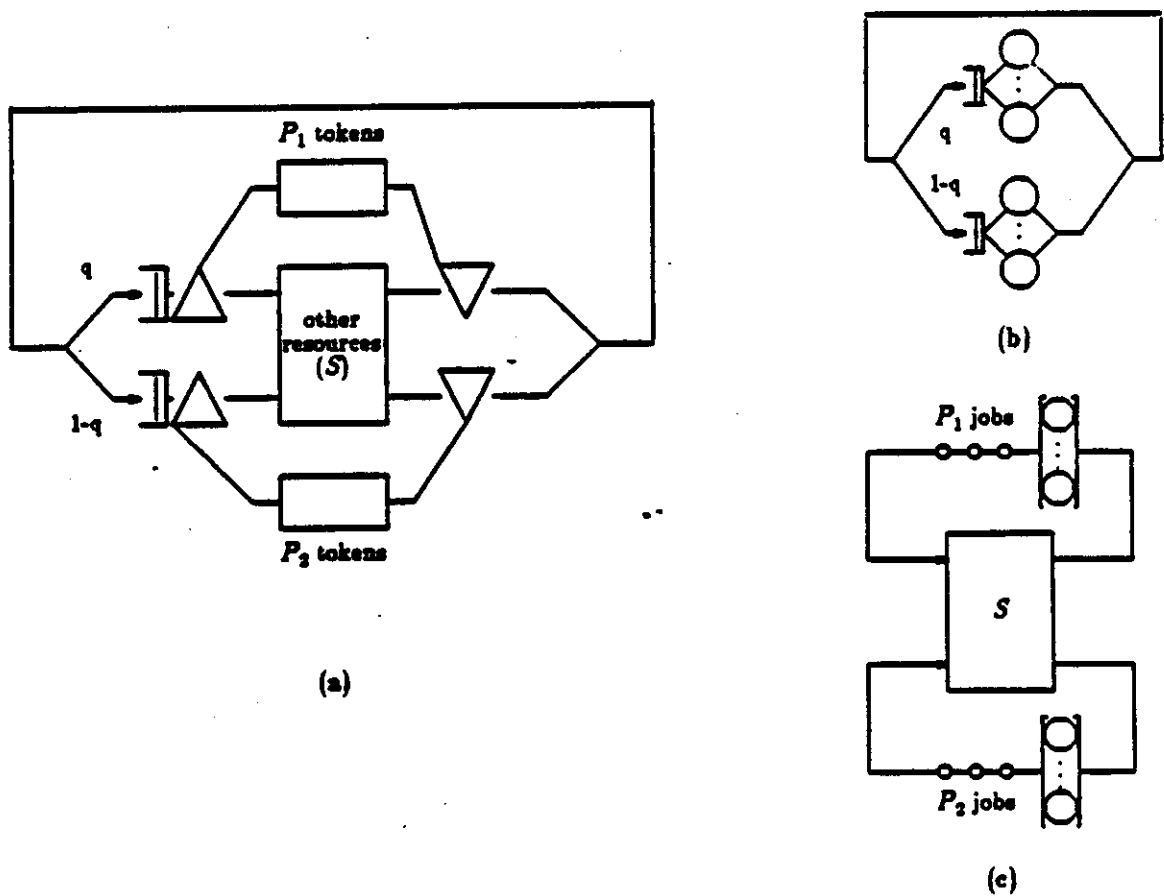 P₁ tokens
q
other
resources
(S)
1-q
P₂ tokens
(a)
q
1-q
(b)
P₁ jobs
S
P₂ jobs
(c)